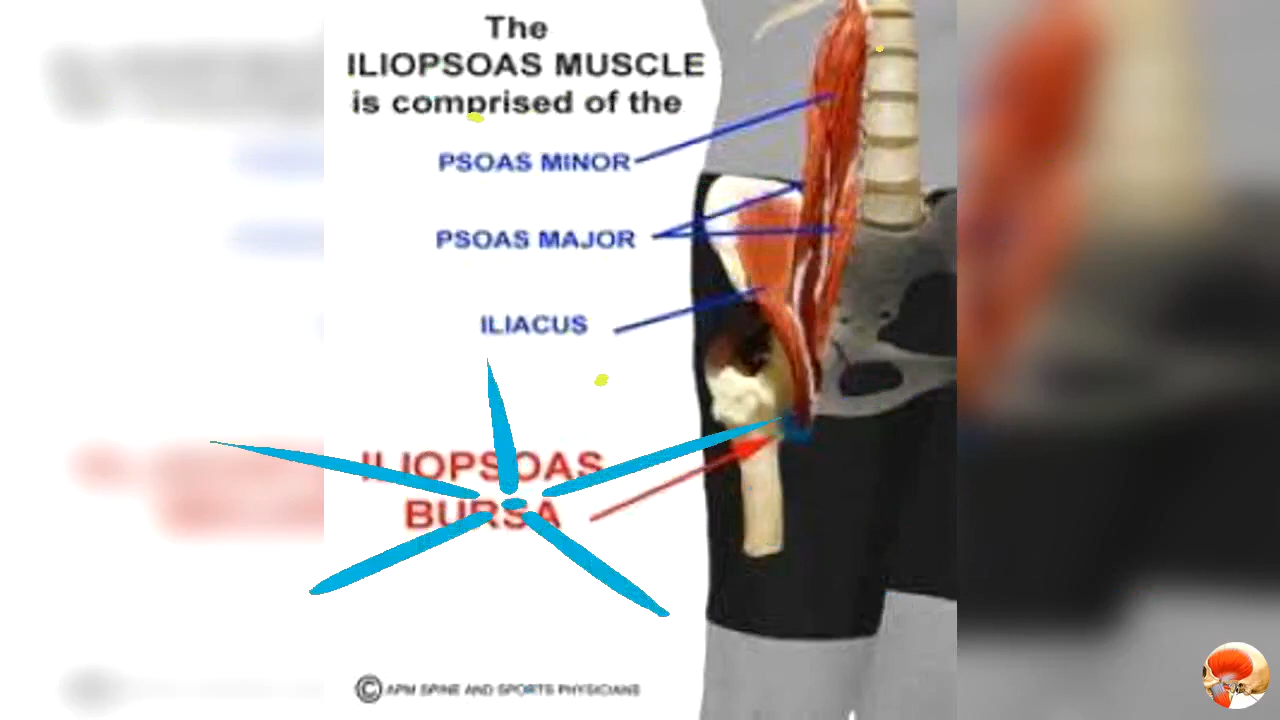 The
ILIOPSOAS MUSCLE
is comprised of the
PSOAS MINOR
PSOAS MAJOR
ILIACUS
ILIOPSOAS
BURSA
© APM SPINE AND SPORTS PHYSICIANS